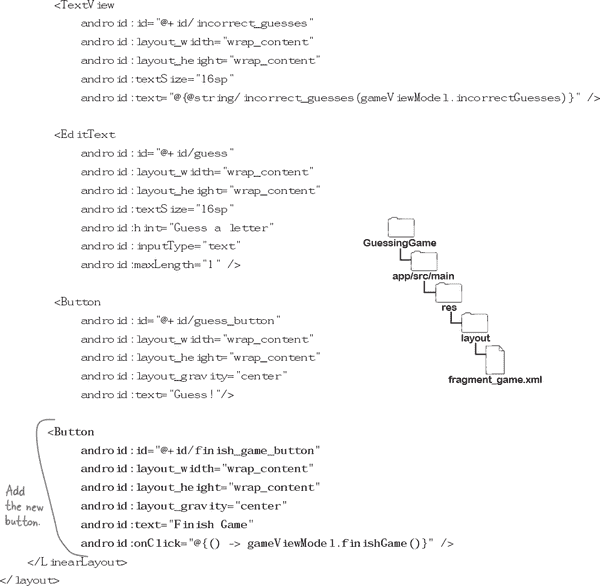 <TextView
android:id="@+id/incorrect_guesses"
android:layout_width="wrap_content"
android:layout_height="wrap_content"
android:textSize="16sp"
android:text="@{@string/incorrect_guesses(gameViewModel.incorrectGuesses)}" />
<EditText
android:id="@+id/guess"
android:layout_width="wrap_content"
android:layout_height="wrap_content"
android:textSize="16sp"
android:hint="Guess a letter"
android:inputType="text"
android:maxLength="1" />
<Button
android:id="@+id/guess_button"
android:layout_width="wrap_content"
android:layout_height="wrap_content"
android:layout_gravity="center"
android:text="Guess!"/>
<Button
android:id="@+id/finish_game_button"
android:layout_width="wrap_content"
android:layout_height="wrap_content"
android:layout_gravity="center"
android:text="Finish Game"
android:onClick="@{() -> gameViewModel.finishGame()}" />
</LinearLayout>
</layout>
Add
the new
button.
GuessingGame
app/src/main
res
layout
fragment_game.xml